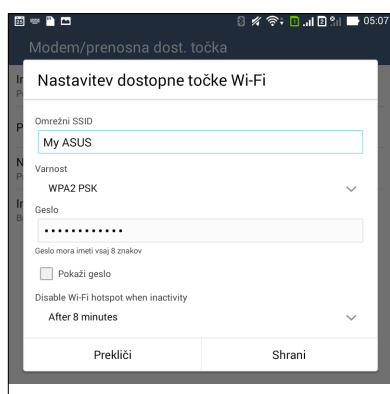 31
05:07
Modem/prenosna dost. točka
Nastavitev dostopne točke Wi-Fi
Omrežni SSID
My ASUS
Varnost
WPA2 PSK
Geslo
••••••••••••
Geslo mora imeti vsaj 8 znakov
Pokaži geslo
Disable Wi-Fi hotspot when inactivity
After 8 minutes
Prekliči
Shrani